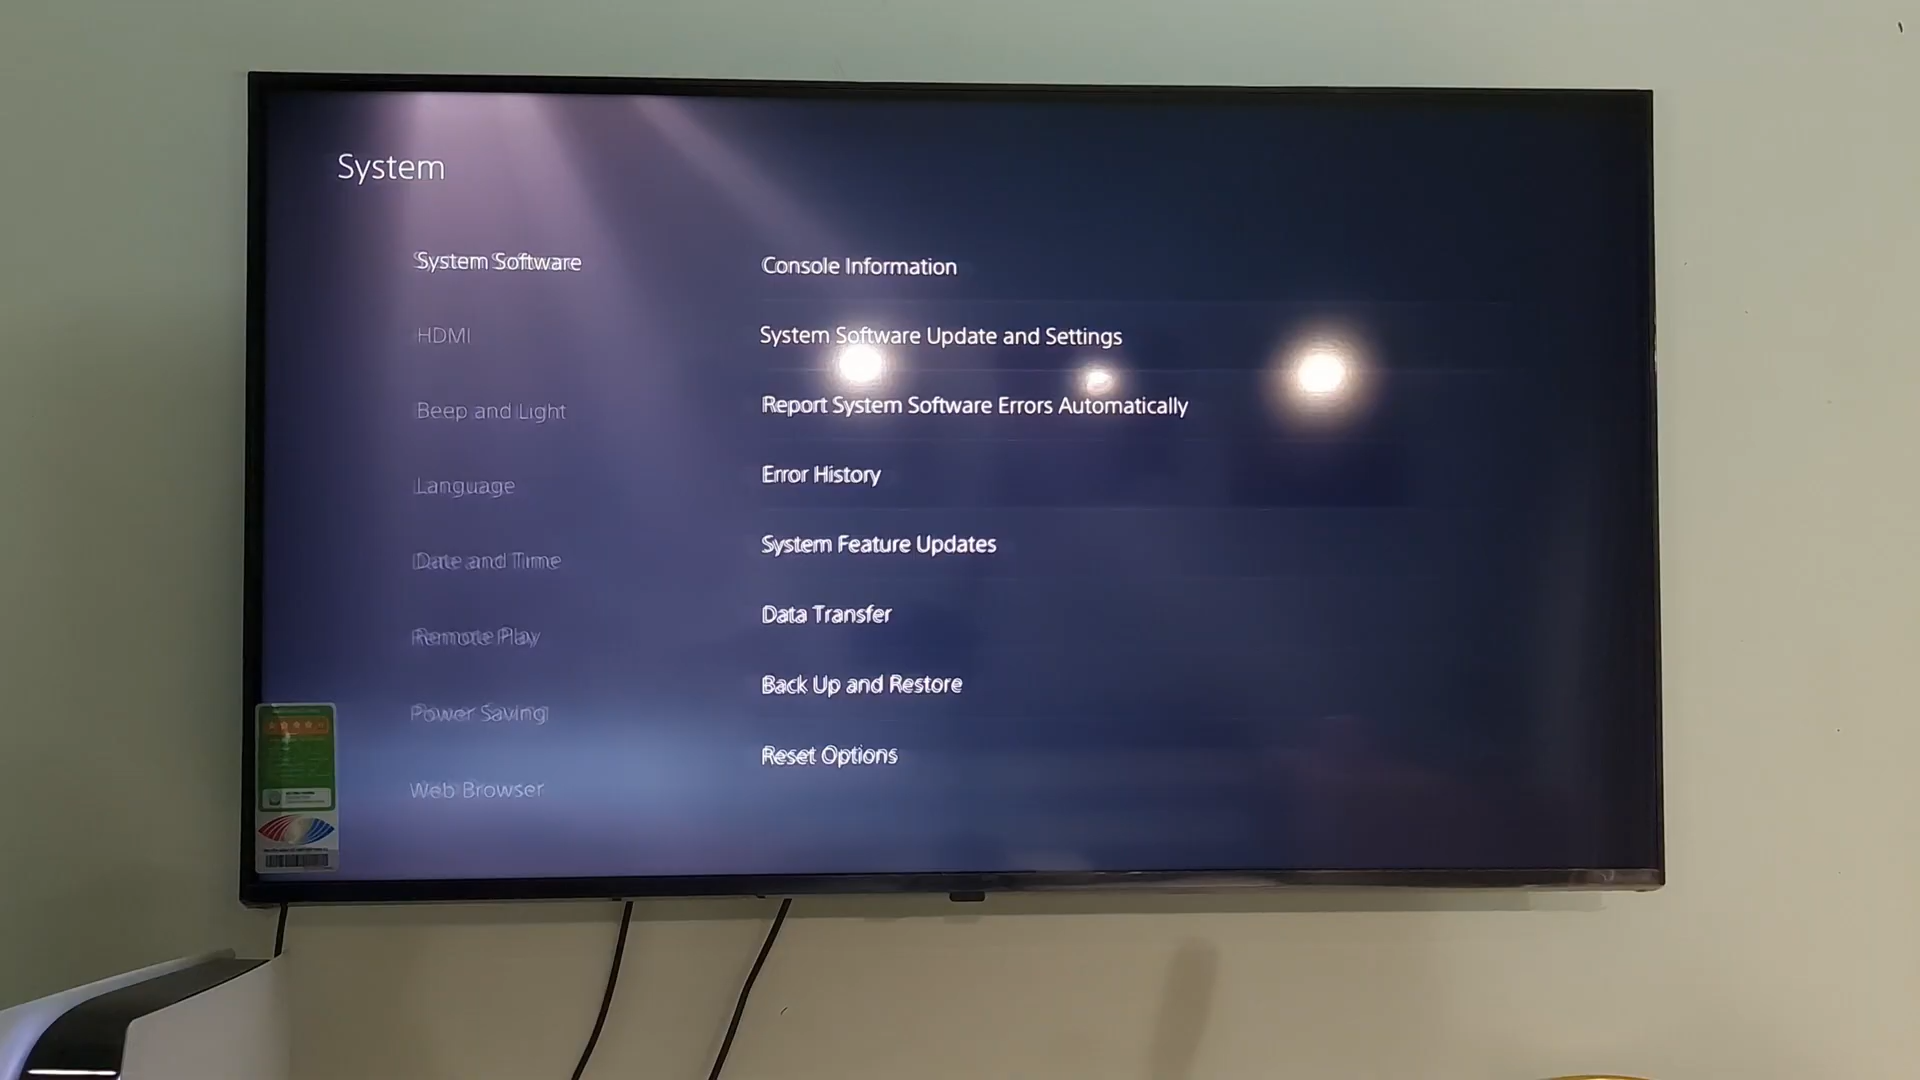 System
System Software
HDMI
Beep and Light
Language
Date and Time
Remote Play
Power Saving
Web Browser
Console Information
System Software Update and Settings
Report System Software Errors Automatically
Error History
System Feature Updates
Data Transfer
Back Up and Restore
Reset Options